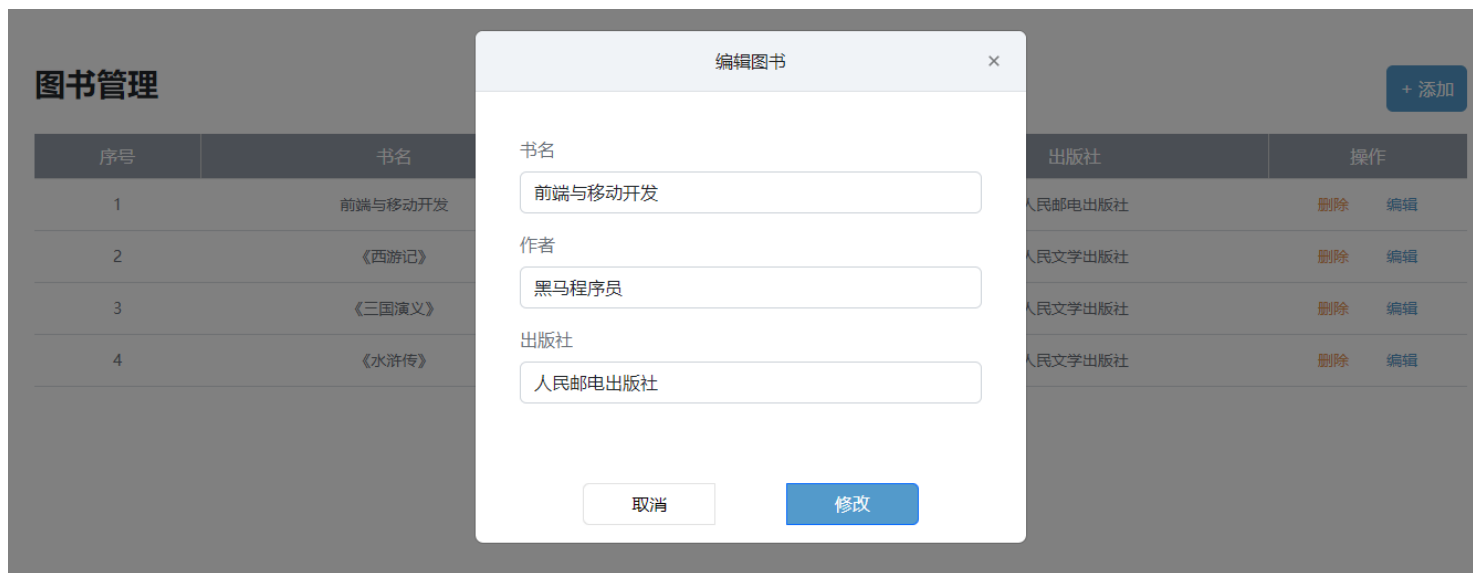 图书管理
+ 添加
序号 书名 出版社 操作
1 前端与移动开发 人民邮电出版社 删除 编辑
2 《西游记》 人民文学出版社 删除 编辑
3 《三国演义》 人民文学出版社 删除 编辑
4 《水浒传》 人民文学出版社 删除 编辑
编辑图书 ×
书名
前端与移动开发
作者
黑马程序员
出版社
人民邮电出版社
取消 修改